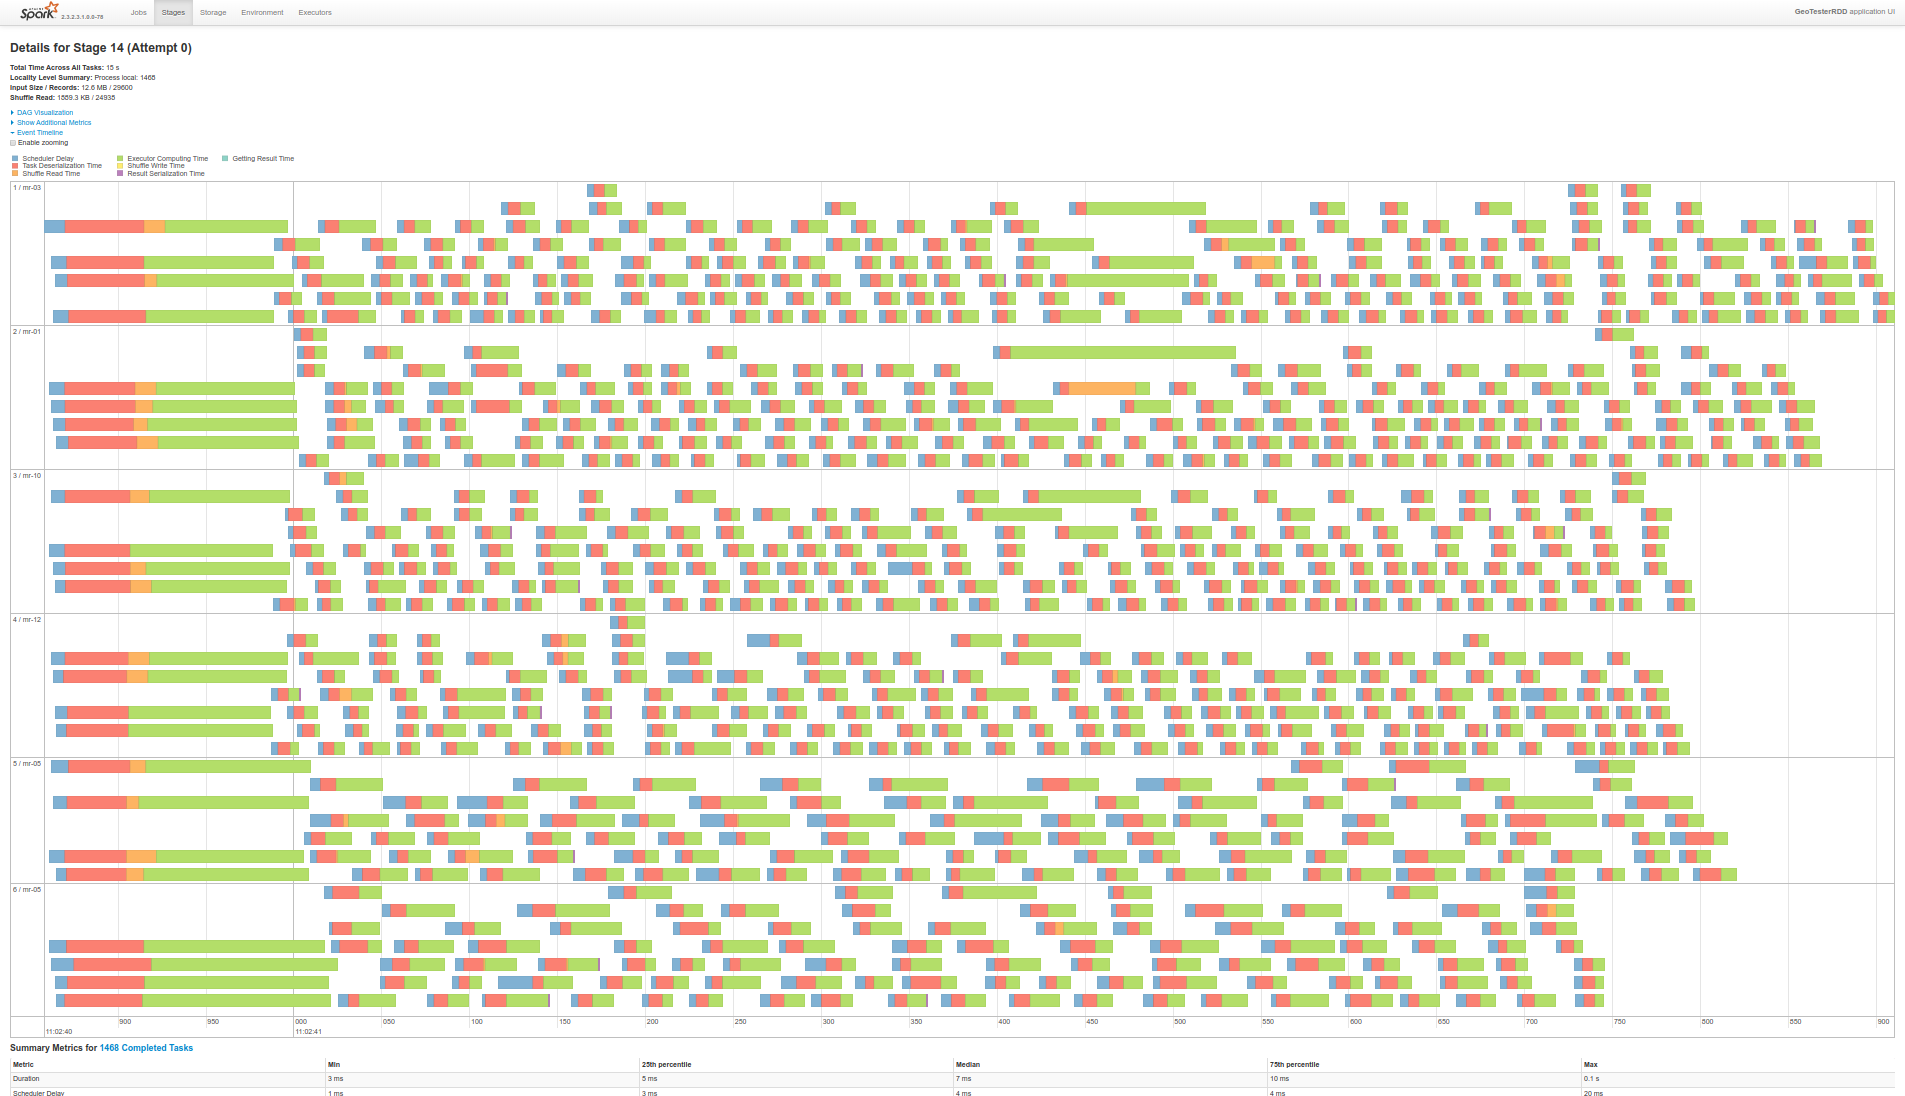 APACHE
Spark 2.3.2.3.1.0.0-78 Jobs Stages Storage Environment Executors GeoTesterRDD application UI
Details for Stage 14 (Attempt 0)
Total Time Across All Tasks: 15 s
Locality Level Summary: Process local: 1468
Input Size / Records: 12.6 MB / 29600
Shuffle Read: 1889.3 KB / 24938
DAG Visualization
Show Additional Metrics
Event Timeline
Enable zooming
Scheduler Delay Executor Computing Time Getting Result Time
Task Deserialization Time Shuffle Write Time
Shuffle Read Time Result Serialization Time
1 / mr-03
2 / mr-01
3 / mr-10
4 / mr-12
5 / mr-05
6 / mr-05
900 950 000 050 100 150 200 250 300 350 400 450 500 550 600 650 700 750 800 850 900
11:02:40 11:02:41
Summary Metrics for 1468 Completed Tasks
Metric Min 25th percentile Median 75th percentile Max
Duration 3 ms 5 ms 7 ms 10 ms 0.1 s
Scheduler Delay 1 ms 3 ms 4 ms 4 ms 20 ms